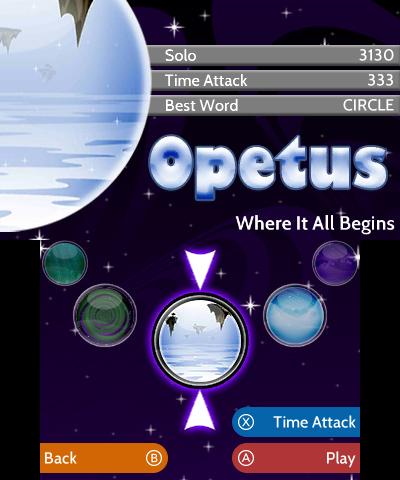 Solo 3130
Time Attack 333
Best Word CIRCLE
Opetus
Where It All Begins
X Time Attack
Back B
A Play